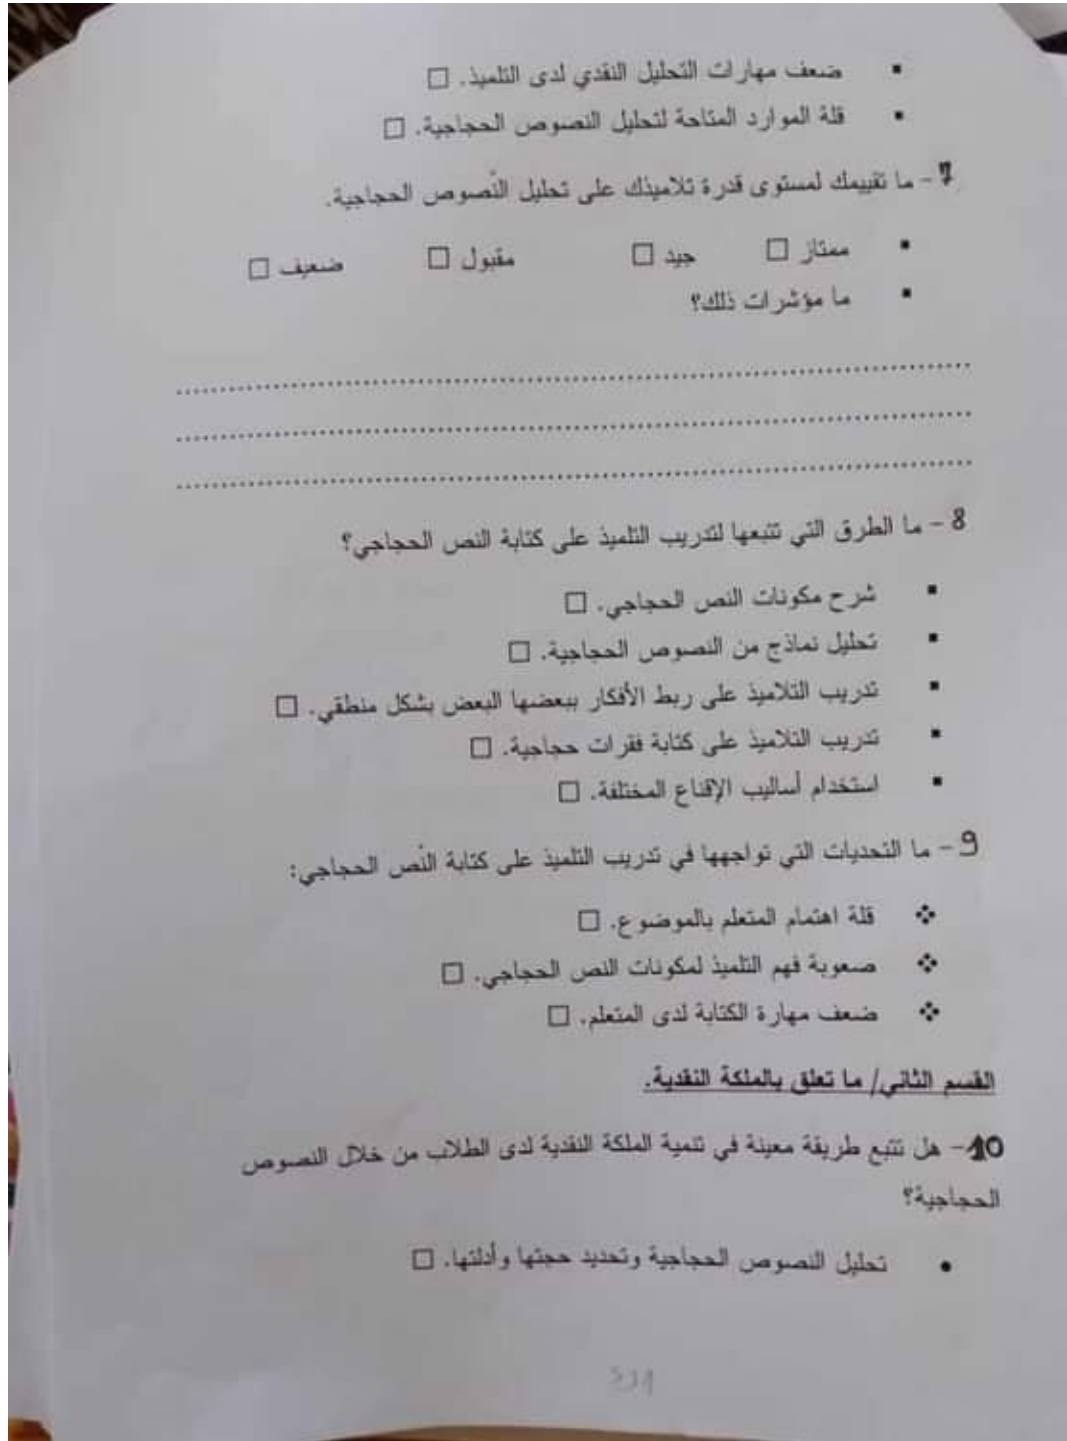 ▪ ضعف مهارات التحليل النقدي لدى التلميذ. □
▪ قلة الموارد المتاحة لتحليل النصوص الحجاجية. □
7- ما تقييمك لمستوى قدرة تلاميذك على تحليل النّصوص الحجاجية.
▪ ممتاز □ جيد □ مقبول □ ضعيف □
▪ ما مؤشرات ذلك؟
................................................................................
................................................................................
................................................................................
8- ما الطرق التي تتبعها لتدريب التلميذ على كتابة النص الحجاجي؟
▪ شرح مكونات النص الحجاجي. □
▪ تحليل نماذج من النصوص الحجاجية. □
▪ تدريب التلاميذ على ربط الأفكار ببعضها البعض بشكل منطقي. □
▪ تدريب التلاميذ على كتابة فقرات حجاجية. □
▪ استخدام أساليب الإقناع المختلفة. □
9- ما التحديات التي تواجهها في تدريب التلميذ على كتابة النّص الحجاجي:
❖ قلة اهتمام المتعلم بالموضوع. □
❖ صعوبة فهم التلميذ لمكونات النص الحجاجي. □
❖ ضعف مهارة الكتابة لدى المتعلم. □
القسم الثاني/ ما تعلق بالملكة النقدية.
10- هل تتبع طريقة معينة في تنمية الملكة النقدية لدى الطلاب من خلال النصوص
الحجاجية؟
• تحليل النصوص الحجاجية وتحديد حجتها وأدلتها. □